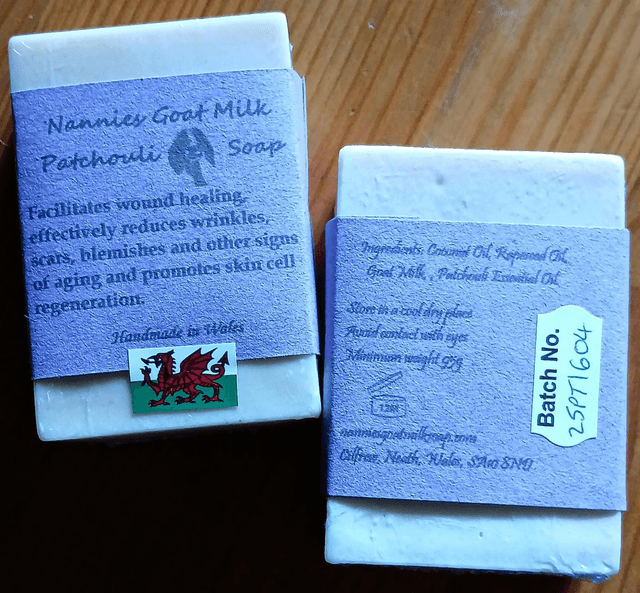 Nannies Goat Milk
Patchouli Soap
Facilitates wound healing,
effectively reduces wrinkles,
scars, blemishes and other signs
of aging and promotes skin cell
regeneration.
Handmade in Wales
Ingredients: Coconut Oil, Rapeseed Oil,
Goat Milk , Patchouli Essential Oil
Store in a cool dry place
Avoid contact with eyes
Minimum weight 95g
12M
nanniesgoatmilksoap.com
Cilfrew, Neath, Wales,
Batch No.
25PT1604